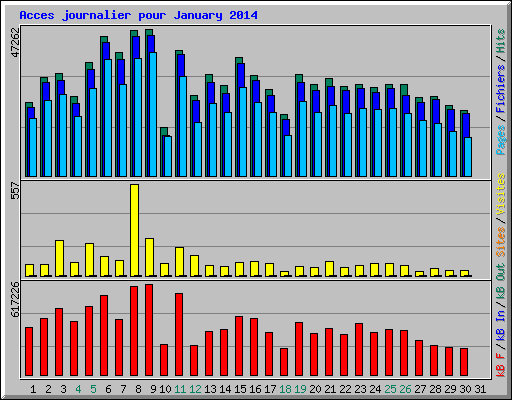 Acces journalier pour January 2014
47262
Pages / Fichiers / Hits
557
Sites / Visites
617226
kB F / kB In / kB Out
1 2 3 4 5 6 7 8 9 10 11 12 13 14 15 16 17 18 19 20 21 22 23 24 25 26 27 28 29 30 31